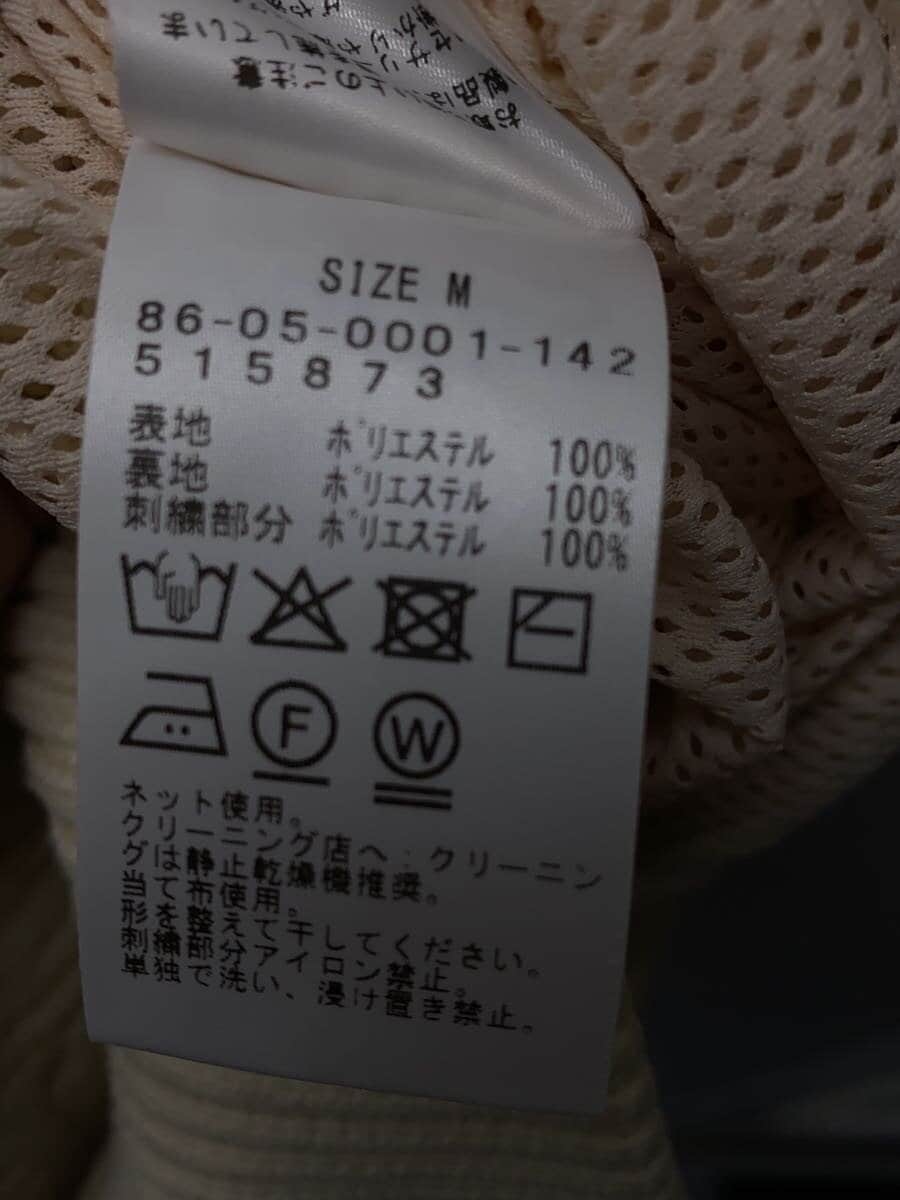 のご注意
SIZE M
86-05-0001-142
515873
表地 ポリエステル 100%
裏地 ポリエステル 100%
刺繍部分 ポリエステル 100%
F
W
ネット使用。
クリーニング店へ:クリーニン
グは静止乾燥機推奨。
当て布使用。
形を整えて干してください。
刺繍部分アイロン禁止。
単独で洗い、浸け置き禁止。